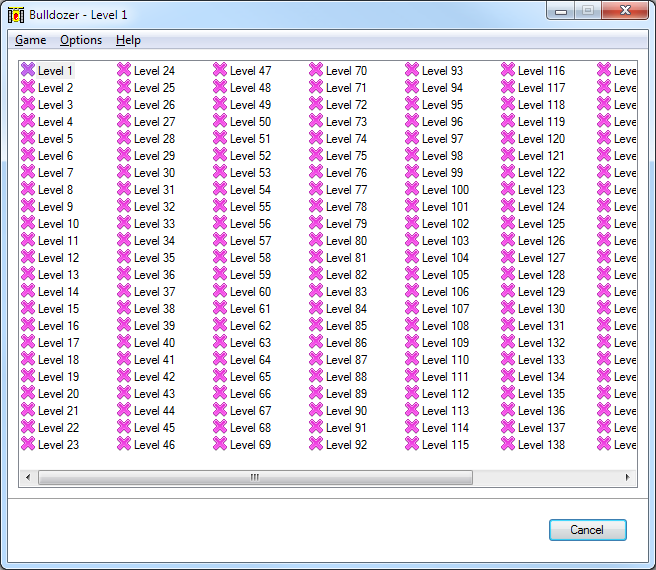 Bulldozer - Level 1
Game Options Help
Level 1 Level 24 Level 47 Level 70 Level 93 Level 116 Leve
Level 2 Level 25 Level 48 Level 71 Level 94 Level 117 Leve
Level 3 Level 26 Level 49 Level 72 Level 95 Level 118 Leve
Level 4 Level 27 Level 50 Level 73 Level 96 Level 119 Leve
Level 5 Level 28 Level 51 Level 74 Level 97 Level 120 Leve
Level 6 Level 29 Level 52 Level 75 Level 98 Level 121 Leve
Level 7 Level 30 Level 53 Level 76 Level 99 Level 122 Leve
Level 8 Level 31 Level 54 Level 77 Level 100 Level 123 Leve
Level 9 Level 32 Level 55 Level 78 Level 101 Level 124 Leve
Level 10 Level 33 Level 56 Level 79 Level 102 Level 125 Leve
Level 11 Level 34 Level 57 Level 80 Level 103 Level 126 Leve
Level 12 Level 35 Level 58 Level 81 Level 104 Level 127 Leve
Level 13 Level 36 Level 59 Level 82 Level 105 Level 128 Leve
Level 14 Level 37 Level 60 Level 83 Level 106 Level 129 Leve
Level 15 Level 38 Level 61 Level 84 Level 107 Level 130 Leve
Level 16 Level 39 Level 62 Level 85 Level 108 Level 131 Leve
Level 17 Level 40 Level 63 Level 86 Level 109 Level 132 Leve
Level 18 Level 41 Level 64 Level 87 Level 110 Level 133 Leve
Level 19 Level 42 Level 65 Level 88 Level 111 Level 134 Leve
Level 20 Level 43 Level 66 Level 89 Level 112 Level 135 Leve
Level 21 Level 44 Level 67 Level 90 Level 113 Level 136 Leve
Level 22 Level 45 Level 68 Level 91 Level 114 Level 137 Leve
Level 23 Level 46 Level 69 Level 92 Level 115 Level 138 Leve
Cancel